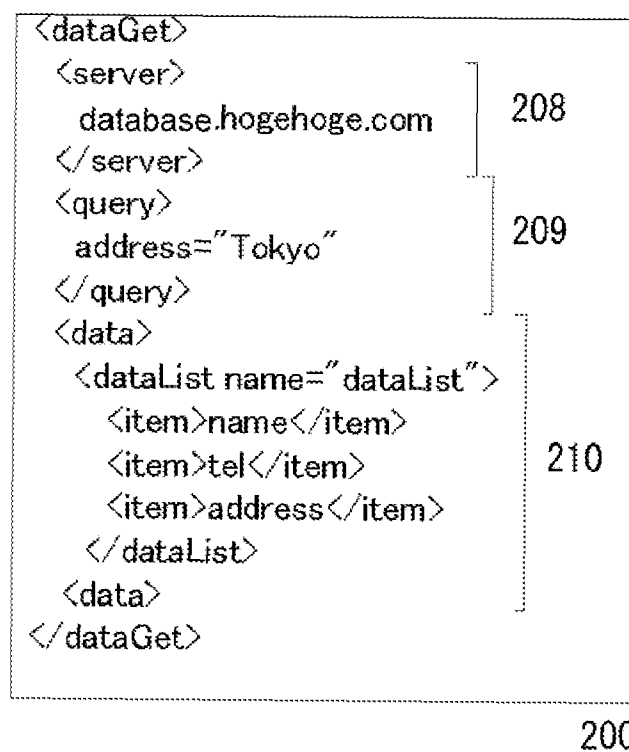 <dataGet>
<server>
database.hogehoge.com
</server>
208
<query>
address="Tokyo"
</query>
209
<data>
<dataList name="dataList">
<item>name</item>
<item>tel</item>
<item>address</item>
</dataList>
<data>
210
</dataGet>
200